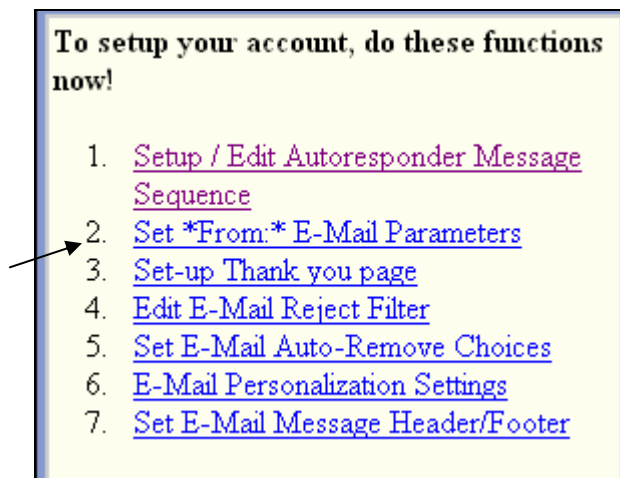 To setup your account, do these functions
now!
1. Setup / Edit Autoresponder Message
Sequence
2. Set *From:* E-Mail Parameters
3. Set-up Thank you page
4. Edit E-Mail Reject Filter
5. Set E-Mail Auto-Remove Choices
6. E-Mail Personalization Settings
7. Set E-Mail Message Header/Footer